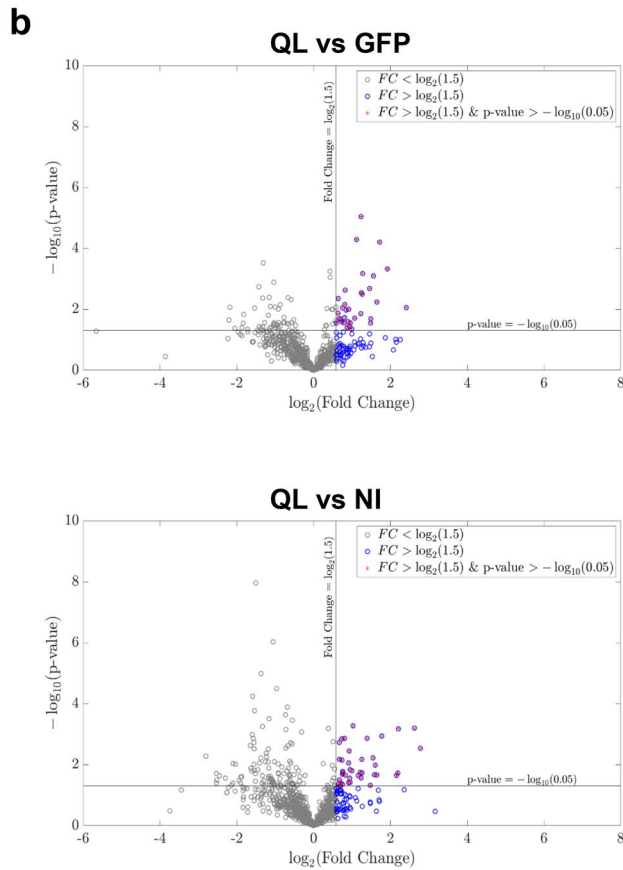 b
QL vs GFP
10
8
6
4
2
0
-6
-4
-2
0
2
4
6
8
− log₁₀(p-value)
log₂(Fold Change)
Fold Change = log₂(1.5)
FC < log₂(1.5)
FC > log₂(1.5)
FC > log₂(1.5) & p-value > − log₁₀(0.05)
p-value = − log₁₀(0.05)
QL vs NI
10
8
6
4
2
0
-6
-4
-2
0
2
4
6
8
− log₁₀(p-value)
log₂(Fold Change)
Fold Change = log₂(1.5)
FC < log₂(1.5)
FC > log₂(1.5)
FC > log₂(1.5) & p-value > − log₁₀(0.05)
p-value = − log₁₀(0.05)